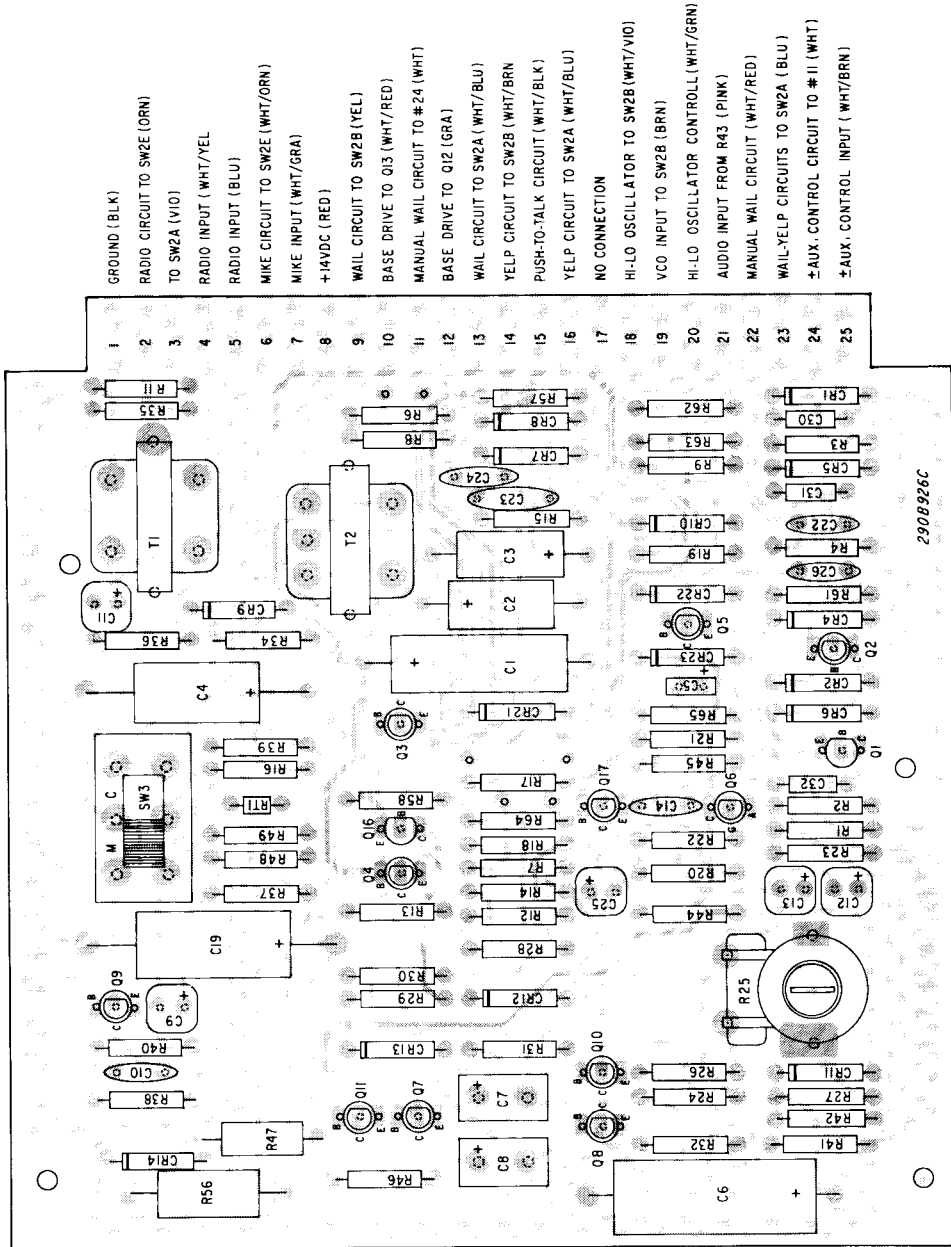 GROUND (BLK)
RADIO CIRCUIT TO SW2E (ORN)
TO SW2A (VIO)
RADIO INPUT (WHT/YEL
RADIO INPUT (BLU)
MIKE CIRCUIT TO SW2E (WHT/ORN)
MIKE INPUT (WHT/GRA)
+14VDC (RED)
WAIL CIRCUIT TO SW2B (YEL)
BASE DRIVE TO Q13 (WHT/RED)
MANUAL WAIL CIRCUIT TO #24 (WHT)
BASE DRIVE TO Q12 (GRA)
WAIL CIRCUIT TO SW2A (WHT/BLU)
YELP CIRCUIT TO SW2B (WHT/BRN
PUSH-TO-TALK CIRCUIT (WHT/BLK)
YELP CIRCUIT TO SW2A (WHT/BLU)
NO CONNECTION
HI-LO OSCILLATOR TO SW2B (WHT/VIO)
VCO INPUT TO SW2B (BRN)
HI-LO OSCILLATOR CONTROLL (WHT/GRN)
AUDIO INPUT FROM R43 (PINK)
MANUAL WAIL CIRCUIT (WHT/RED)
WAIL-YELP CIRCUITS TO SW2A (BLU)
±AUX. CONTROL CIRCUIT TO #11 (WHT)
±AUX. CONTROL INPUT (WHT/BRN)
1
2
3
4
5
6
7
8
9
10
11
12
13
14
15
16
17
18
19
20
21
22
23
24
25
R11
R35
T1
C11
+
R36
CR9
R34
C4
+
M
C
SW3
R39
R16
RT1
R49
R48
R37
C19
+
Q9
B
C
E
C9
+
R40
C10
R38
CR14
R56
R47
R6
R8
T2
C24
C23
R57
CR8
CR7
R15
C3
+
C2
+
C1
+
Q3
B
C
E
CR21
R58
Q16
E
B
C
Q4
B
C
E
R13
R17
R64
R18
R7
R14
R12
R28
R30
R29
CR12
CR13
R31
Q11
B
C
E
Q7
B
C
E
C7
+
C8
+
R46
R62
R63
R9
CR10
R19
CR22
Q5
B
C
E
CR23
C5
+
R65
R21
R45
Q17
B
C
E
C14
Q6
G
A
R22
R20
R44
C25
+
Q10
B
C
E
Q8
B
C
E
R26
R24
R32
C6
+
CR1
C30
R3
CR5
C31
C22
R4
C26
R61
CR4
Q2
E
B
C
CR2
CR6
Q1
E
B
C
C32
R2
R1
R23
C13
+
C12
+
R25
CR11
R27
R42
R41
290B926C